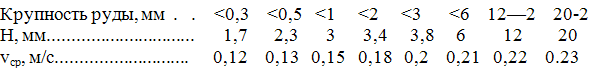 Крупность руды, мм . . <0,3 <0,5 <1 <2 <3 <6 12—2 20-2
Н, мм................................ 1,7 2,3 3 3,4 3,8 6 12 20
vср, м/с............................. 0,12 0,13 0,15 0,18 0,2 0,21 0,22 0.23